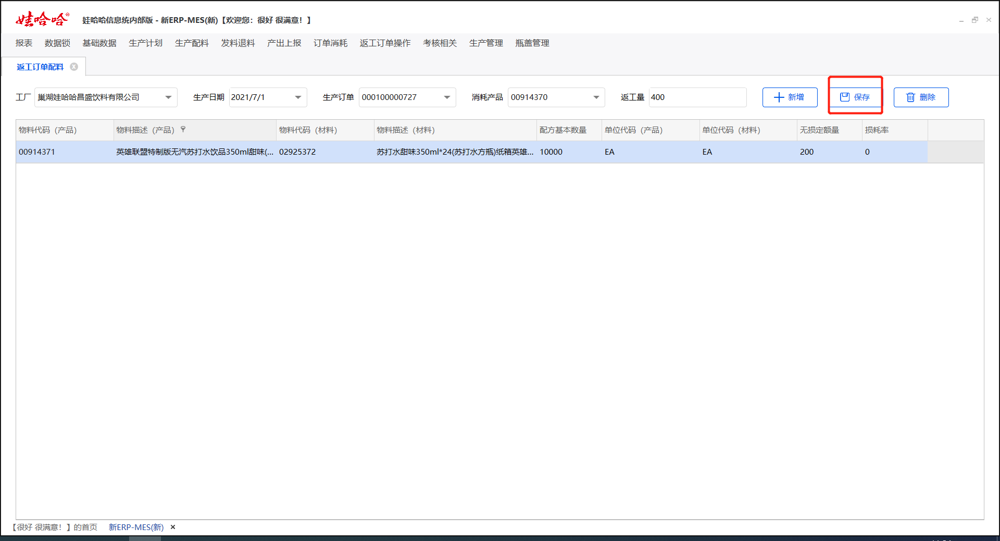 娃哈哈®
娃哈哈信息统内部版 - 新ERP-MES(新)【欢迎您：很好 很满意！】
报表 数据锁 基础数据 生产计划 生产配料 发料退料 产出上报 订单消耗 返工订单操作 考核相关 生产管理 瓶盖管理
返工订单配料
工厂 巢湖娃哈哈昌盛饮料有限公司 生产日期 2021/7/1 生产订单 000100000727 消耗产品 00914370 返工量 400 新增 保存 删除
物料代码（产品） 物料描述（产品） 物料代码（材料） 物料描述（材料） 配方基本数量 单位代码（产品） 单位代码（材料） 无损定额量 损耗率
00914371 英雄联盟特制版无汽苏打水饮品350ml甜味(... 02925372 苏打水甜味350ml*24(苏打水方瓶)纸箱英雄... 10000 EA EA 200 0
【很好 很满意！】的首页 新ERP-MES(新)